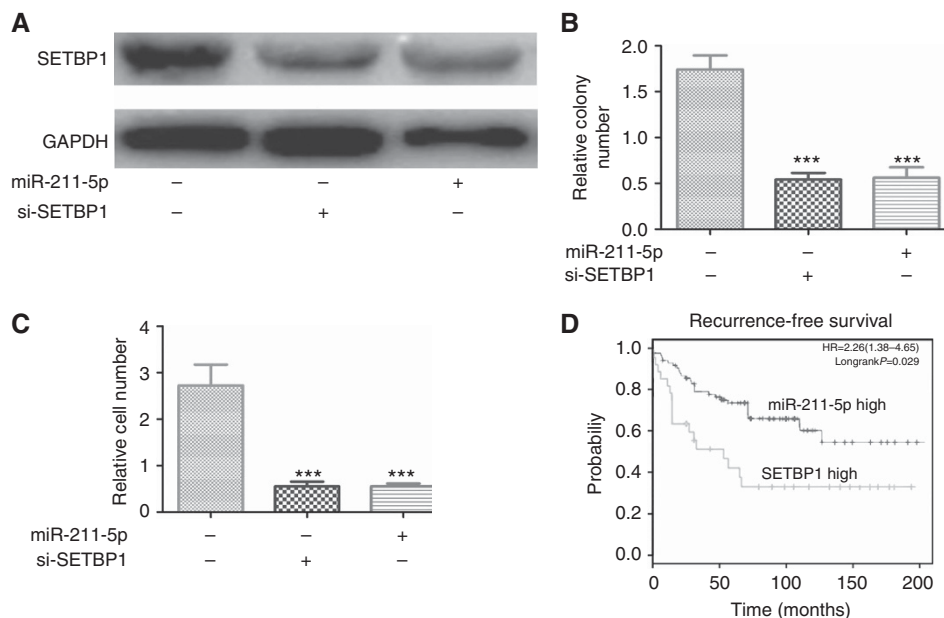 A
SETBP1
GAPDH
miR-211-5p – – +
si-SETBP1 – + –
B
Relative colony
number
2.0
1.5
1.0
0.5
0.0
*** ***
miR-211-5p – – +
si-SETBP1 – + –
C
Relative cell number
4
3
2
1
0
*** ***
miR-211-5p – – +
si-SETBP1 – + –
D
Recurrence-free survival
HR=2.26(1.38–4.65)
LongrankP=0.029
Probabiliy
1.0
0.8
0.6
0.4
0.2
0.0
miR-211-5p high
SETBP1 high
0 50 100 150 200
Time (months)